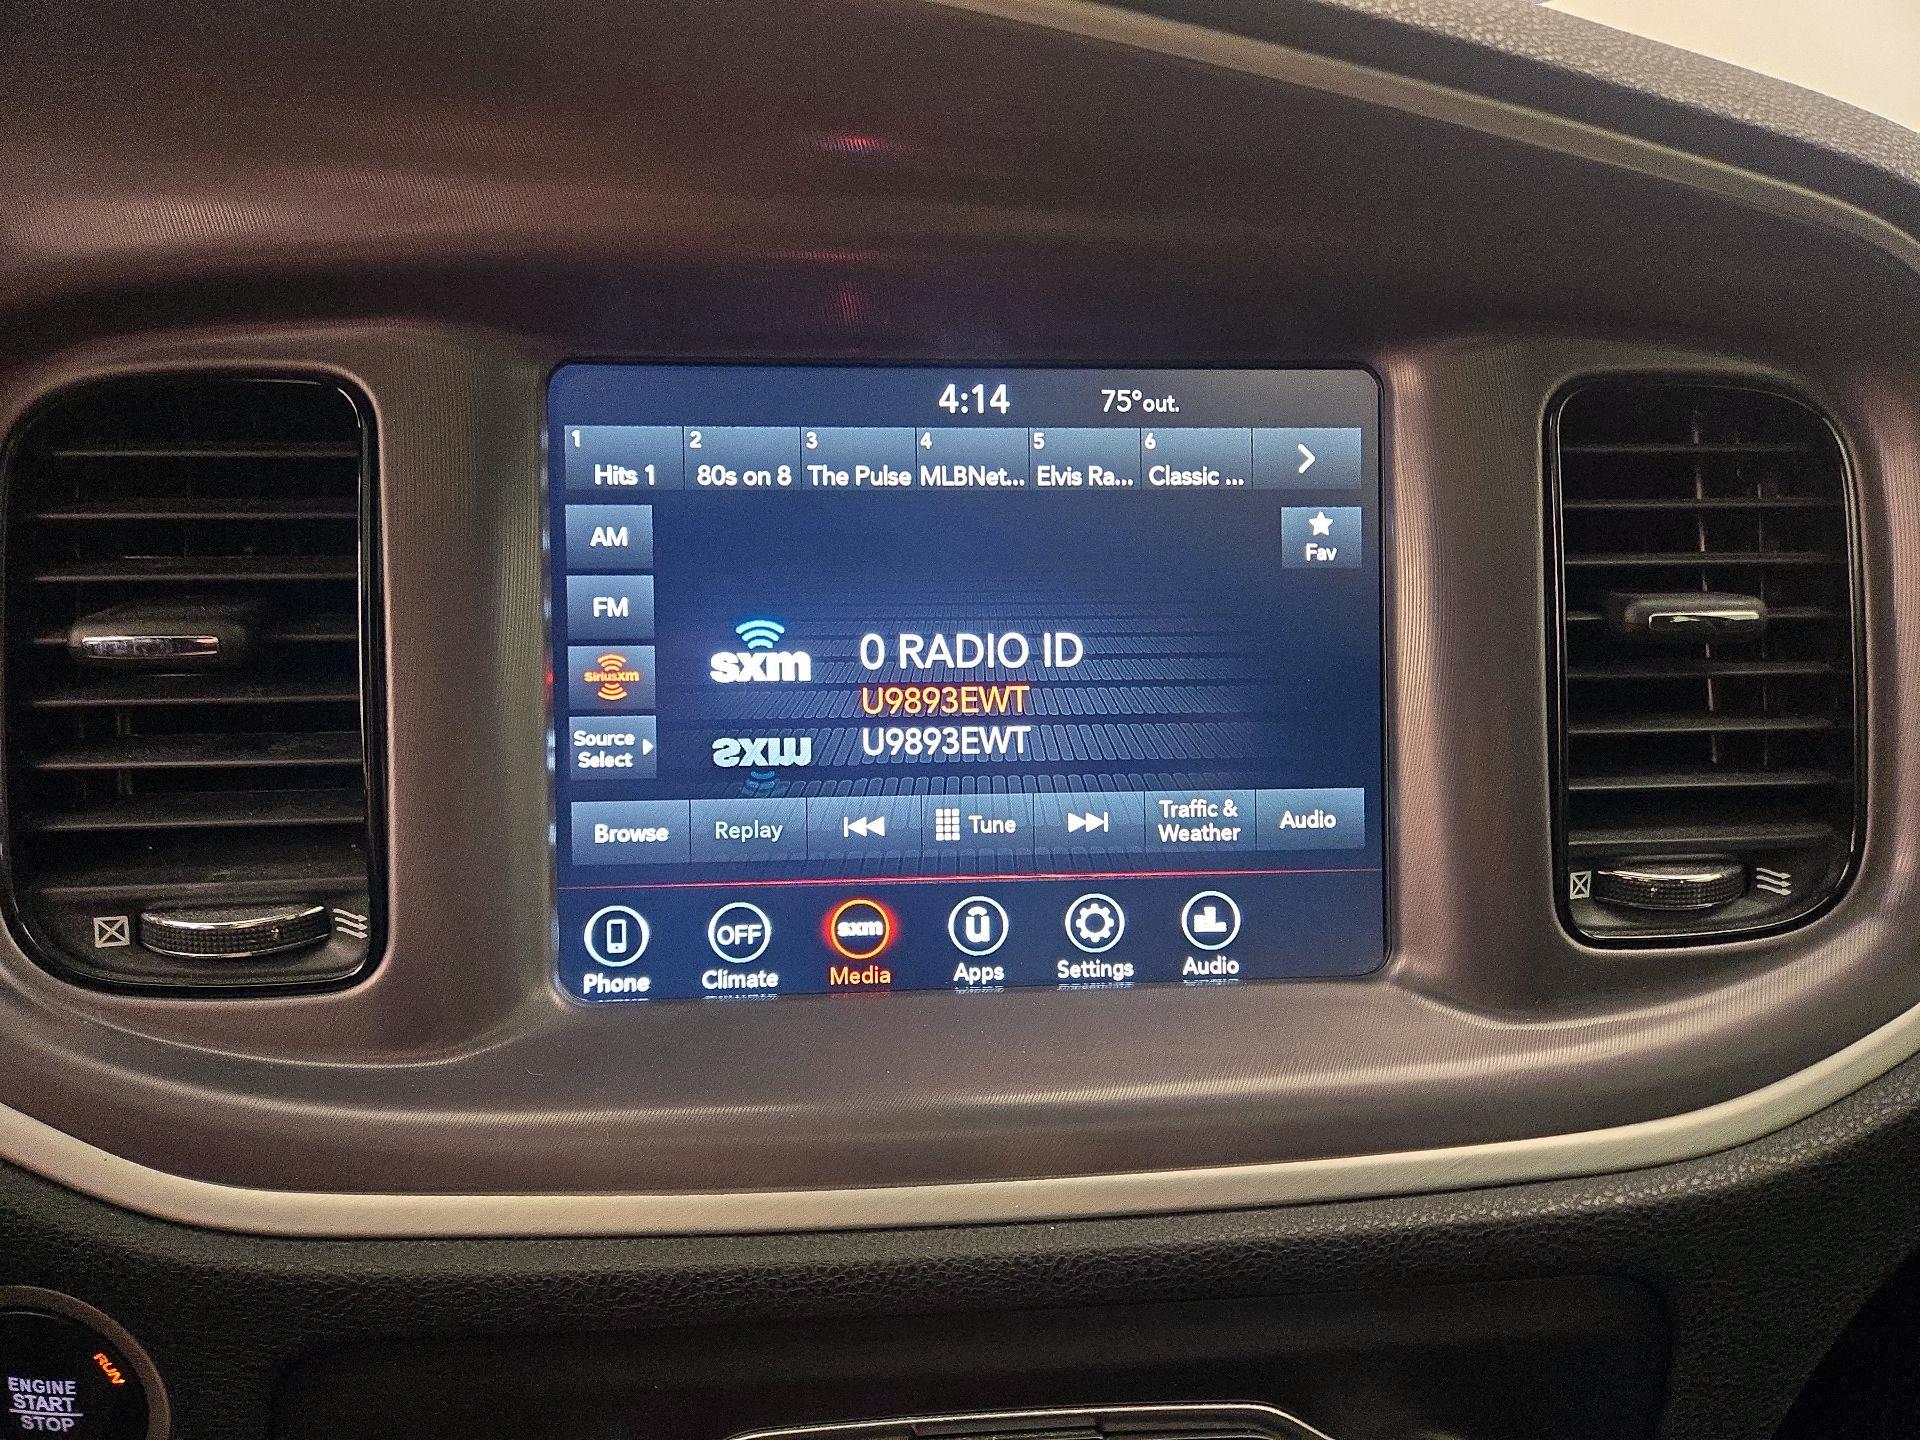 4:14 75°out.
1 2 3 4 5 6
Hits 1 80s on 8 The Pulse MLBNet... Elvis Ra... Classic ...
AM
Fav
FM
sxm 0 RADIO ID
SiriusXM
U9893EWT
U9893EWT
Source
Select
Browse Replay Tune Traffic &
Weather Audio
OFF sxm ū
Phone Climate Media Apps Settings Audio
RUN
ENGINE
START
STOP